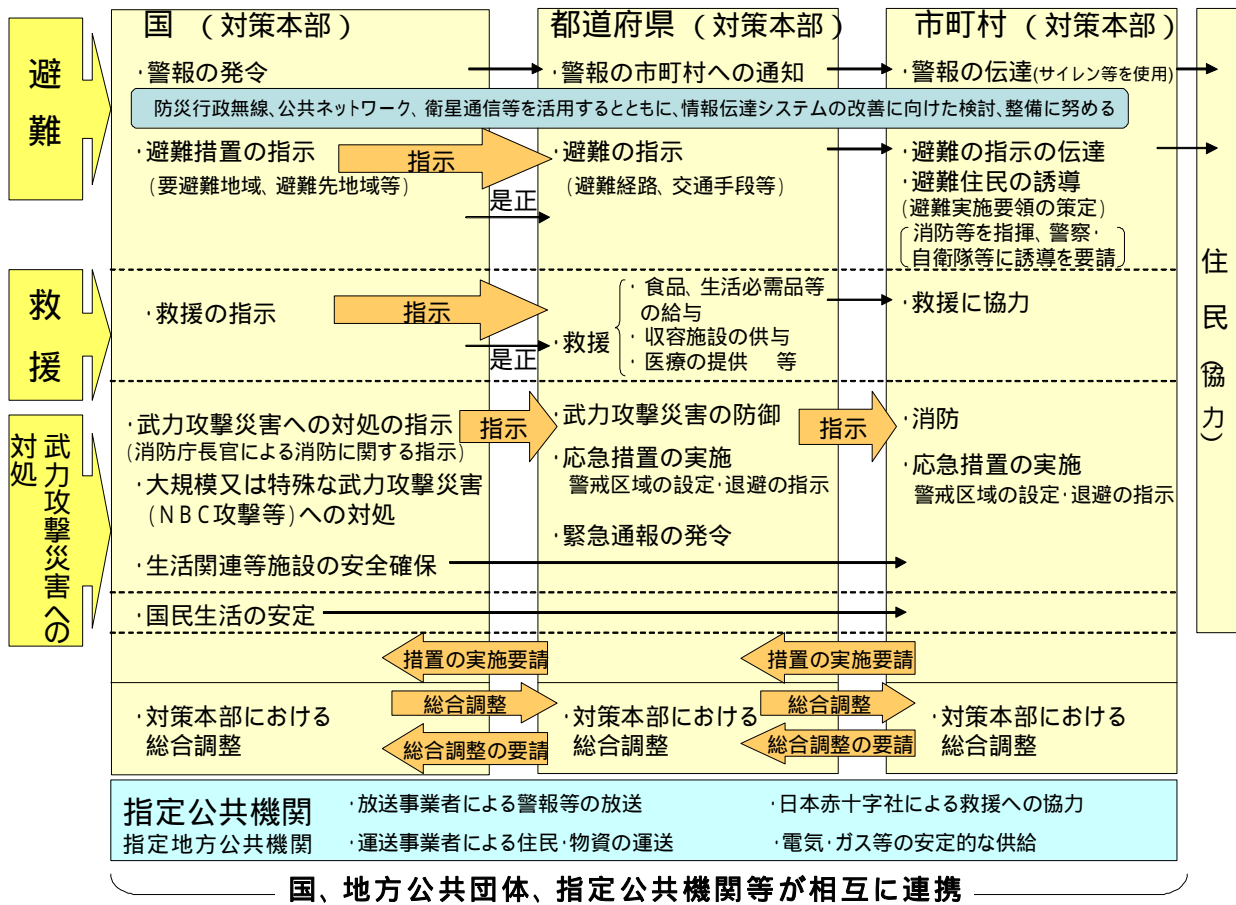 国 (対策本部)
都道府県 (対策本部)
市町村 (対策本部)
避難
・警報の発令
・警報の市町村への通知
・警報の伝達(サイレン等を使用)
防災行政無線、公共ネットワーク、衛星通信等を活用するとともに、情報伝達システムの改善に向けた検討、整備に努める
・避難措置の指示
(要避難地域、避難先地域等)
指示
是正
・避難の指示
(避難経路、交通手段等)
・避難の指示の伝達
・避難住民の誘導
(避難実施要領の策定)
消防等を指揮、警察・
自衛隊等に誘導を要請
住民(協力)
救援
・救援の指示
指示
是正
・救援
・食品、生活必需品等
の給与
・収容施設の供与
・医療の提供 等
・救援に協力
武力攻撃災害への
対処
・武力攻撃災害への対処の指示
(消防庁長官による消防に関する指示)
・大規模又は特殊な武力攻撃災害
(NBC攻撃等)への対処
・生活関連等施設の安全確保
指示
・武力攻撃災害の防御
・応急措置の実施
警戒区域の設定・退避の指示
・緊急通報の発令
指示
・消防
・応急措置の実施
警戒区域の設定・退避の指示
・国民生活の安定
措置の実施要請
措置の実施要請
・対策本部における
総合調整
総合調整
総合調整の要請
・対策本部における
総合調整
総合調整
総合調整の要請
・対策本部における
総合調整
指定公共機関
指定地方公共機関
・放送事業者による警報等の放送
・日本赤十字社による救援への協力
・運送事業者による住民・物資の運送
・電気・ガス等の安定的な供給
国、地方公共団体、指定公共機関等が相互に連携